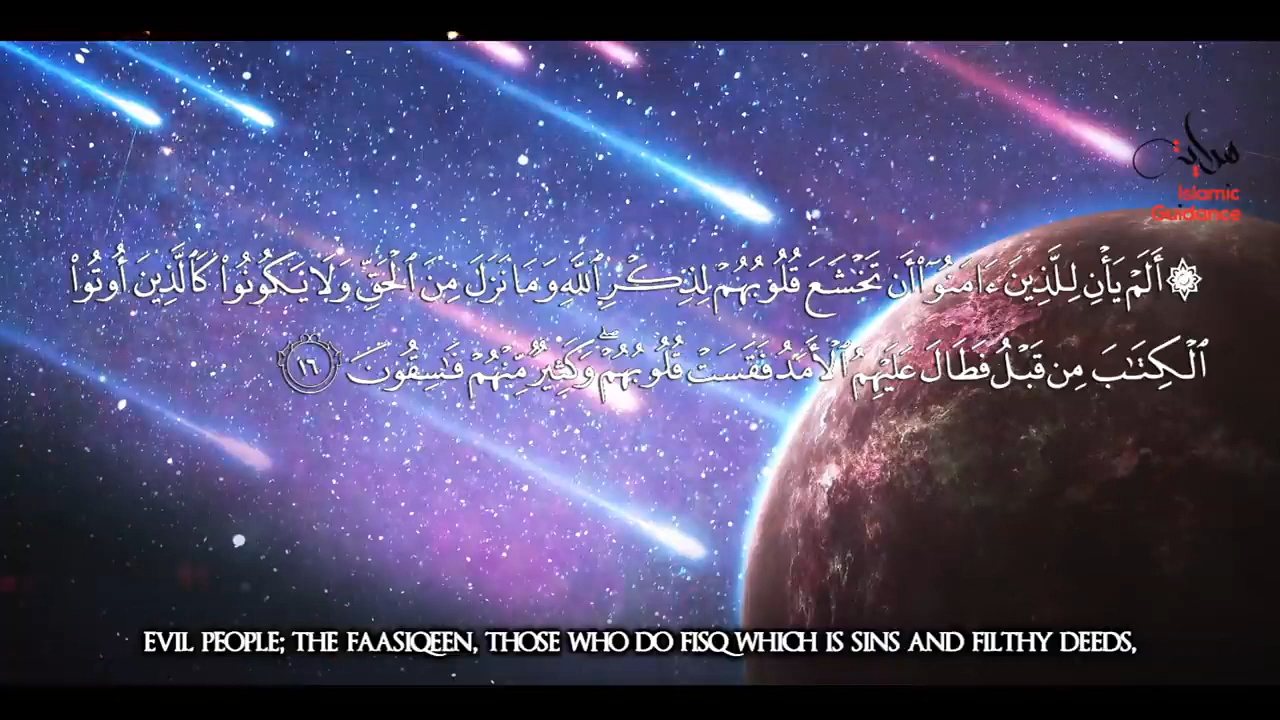 هداية
Islamic
Guidance
۞ أَلَمْ يَأْنِ لِلَّذِينَ ءَامَنُوٓا۟ أَن تَخْشَعَ قُلُوبُهُمْ لِذِكْرِ ٱللَّهِ وَمَا نَزَلَ مِنَ ٱلْحَقِّ وَلَا يَكُونُوا۟ كَٱلَّذِينَ أُوتُوا۟
ٱلْكِتَٰبَ مِن قَبْلُ فَطَالَ عَلَيْهِمُ ٱلْأَمَدُ فَقَسَتْ قُلُوبُهُمْ ۖ وَكَثِيرٌ مِّنْهُمْ فَٰسِقُونَ ١٦
EVIL PEOPLE; THE FAASIQEEN, THOSE WHO DO FISQ WHICH IS SINS AND FILTHY DEEDS,